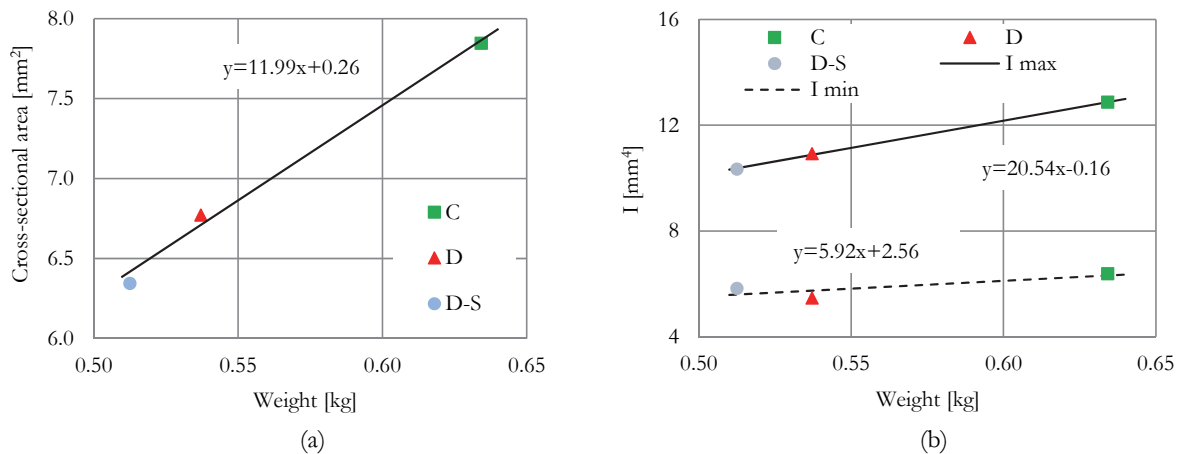 8.0
7.5
7.0
6.5
6.0
0.50
0.55
0.60
0.65
Cross-sectional area [mm²]
Weight [kg]
y=11.99x+0.26
C
D
D-S
(a)
16
12
8
4
0.50
0.55
0.60
0.65
I [mm⁴]
Weight [kg]
C
D
D-S
I max
I min
y=20.54x-0.16
y=5.92x+2.56
(b)